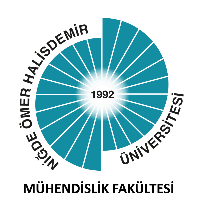 NİĞDE ÖMER HALİSDEMİR
ÜNİVERSİTESİ
1992
MÜHENDİSLİK FAKÜLTESİ